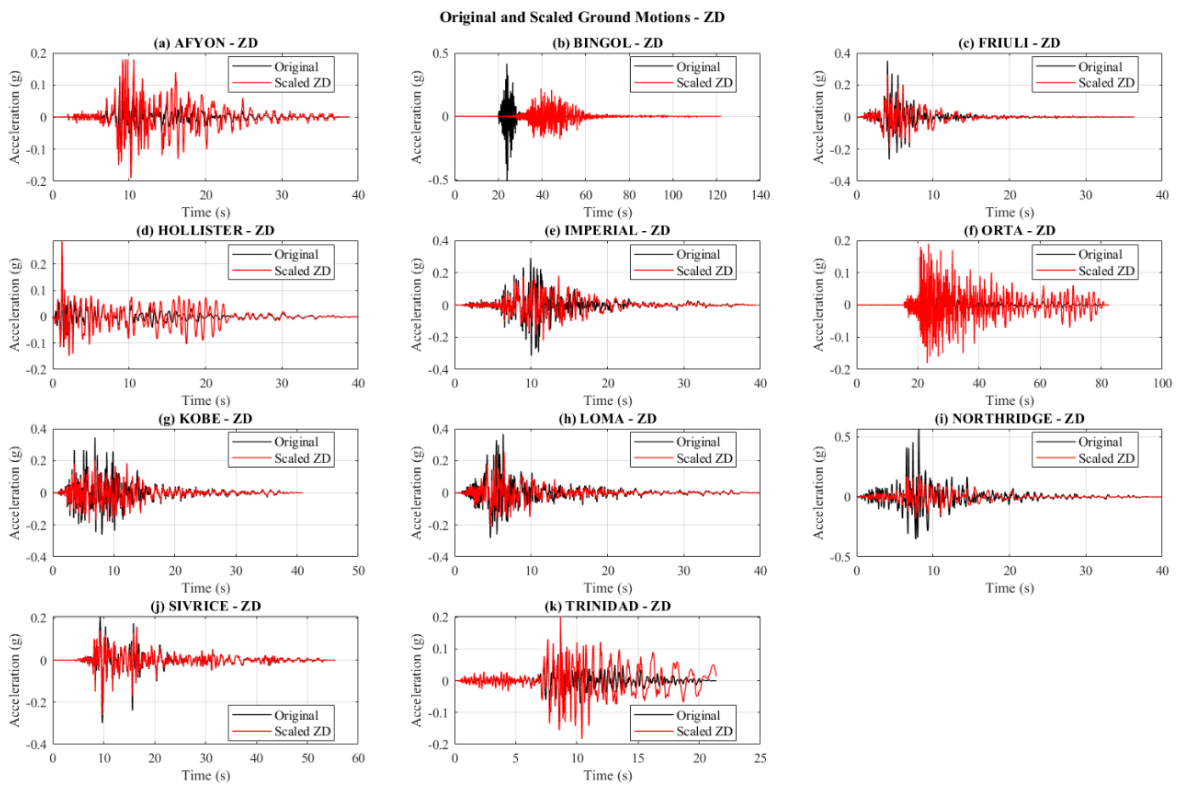 Original and Scaled Ground Motions - ZD
(a) AFYON - ZD
Acceleration (g)
0.2
0.1
0
-0.1
-0.2
Original
Scaled ZD
10 20 30 40
0
Time (s)
(b) BINGOL - ZD
Acceleration (g)
0.5
0
-0.5
Original
Scaled ZD
0 20 40 60 80 100 120 140
Time (s)
(c) FRIULI - ZD
Acceleration (g)
0.4
0.2
0
-0.2
-0.4
Original
Scaled ZD
0 10 20 30 40
Time (s)
(d) HOLLISTER - ZD
Acceleration (g)
0.2
0.1
0
-0.1
-0.2
Original
Scaled ZD
0 10 20 30 40
Time (s)
(e) IMPERIAL - ZD
Acceleration (g)
0.4
0.2
0
-0.2
-0.4
Original
Scaled ZD
0 10 20 30 40
Time (s)
(f) ORTA - ZD
Acceleration (g)
0.2
0.1
0
-0.1
-0.2
Original
Scaled ZD
0 20 40 60 80 100
Time (s)
(g) KOBE - ZD
Acceleration (g)
0.4
0.2
0
-0.2
-0.4
Original
Scaled ZD
0 10 20 30 40 50
Time (s)
(h) LOMA - ZD
Acceleration (g)
0.4
0.2
0
-0.2
-0.4
Original
Scaled ZD
0 10 20 30 40
Time (s)
(i) NORTHRIDGE - ZD
Acceleration (g)
0.5
0
-0.5
Original
Scaled ZD
0 10 20 30 40
Time (s)
(j) SIVRICE - ZD
Acceleration (g)
0.2
0
-0.2
-0.4
Original
Scaled ZD
0 10 20 30 40 50 60
Time (s)
(k) TRINIDAD - ZD
Acceleration (g)
0.2
0.1
0
-0.1
-0.2
Original
Scaled ZD
0 5 10 15 20 25
Time (s)